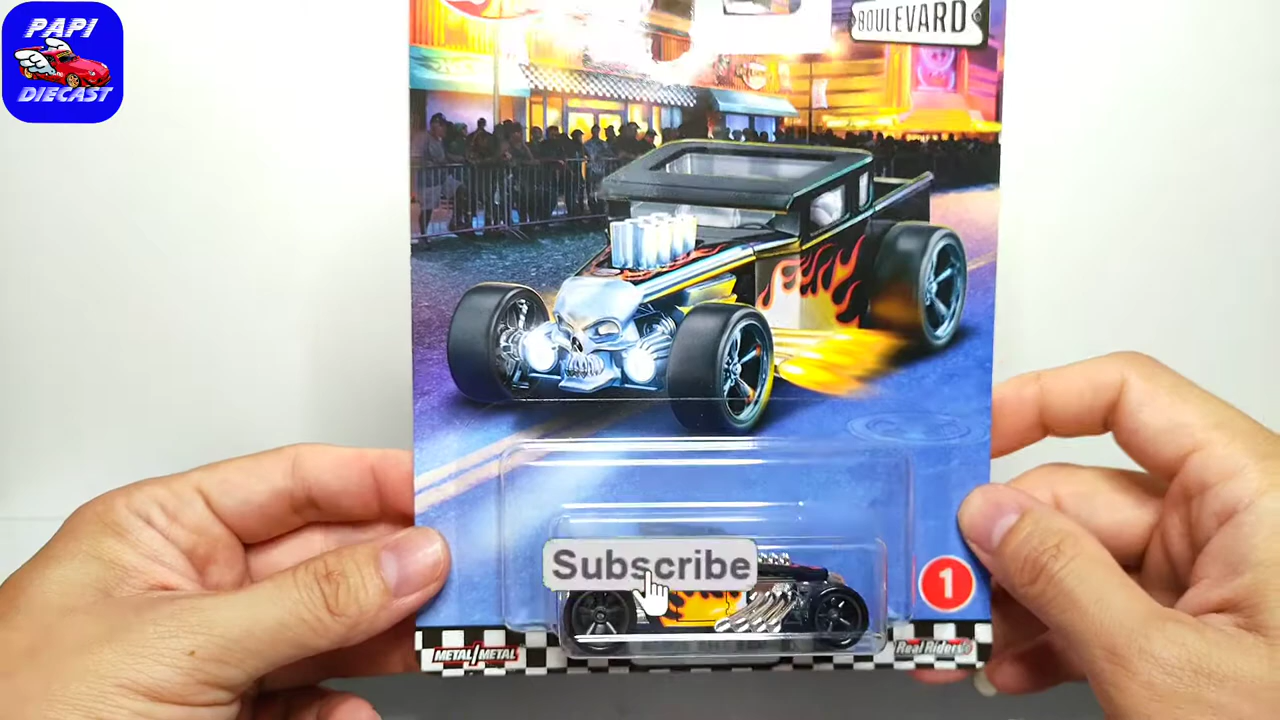 PAPI
DIECAST
BOULEVARD
Subscribe
1
METAL/METAL
Real Riders